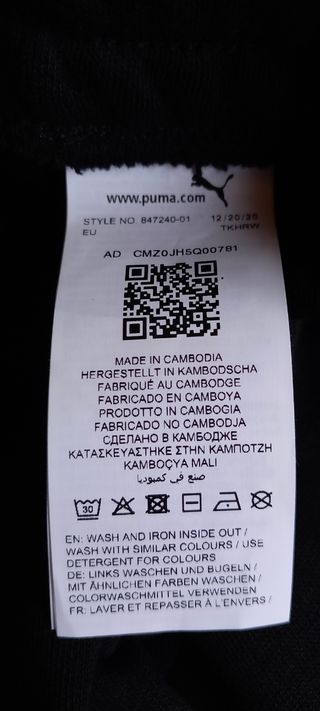 www.puma.com
STYLE NO. 847240-01 12/20/20
EU TKHRW
AD CMZ0JH5Q00781
MADE IN CAMBODIA
HERGESTELLT IN KAMBODSCHA
FABRIQUÉ AU CAMBODGE
FABRICADO EN CAMBOYA
PRODOTTO IN CAMBOGIA
FABRICADO NO CAMBODJA
СДЕЛАНО В КАМБОДЖЕ
ΚΑΤΑΣΚΕΥΑΣΤΗΚΕ ΣΤΗΝ ΚΑΜΠΟΤΖΗ
KAMBOÇYA MALI
صنع في كمبوديا
30
EN: WASH AND IRON INSIDE OUT /
WASH WITH SIMILAR COLOURS / USE
DETERGENT FOR COLOURS
DE: LINKS WASCHEN UND BÜGELN /
MIT ÄHNLICHEN FARBEN WASCHEN /
COLORWASCHMITTEL VERWENDEN
FR: LAVER ET REPASSER À L'ENVERS /